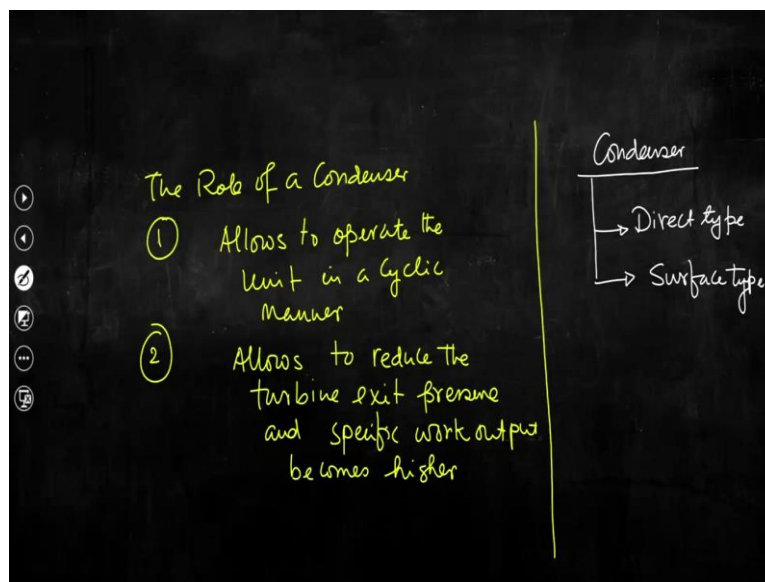 The Role of a Condenser
1 Allows to operate the
Unit in a Cyclic
Manner
2 Allows to reduce the
turbine exit pressure
and specific work output
becomes higher
Condenser
→ Direct type
→ Surface type